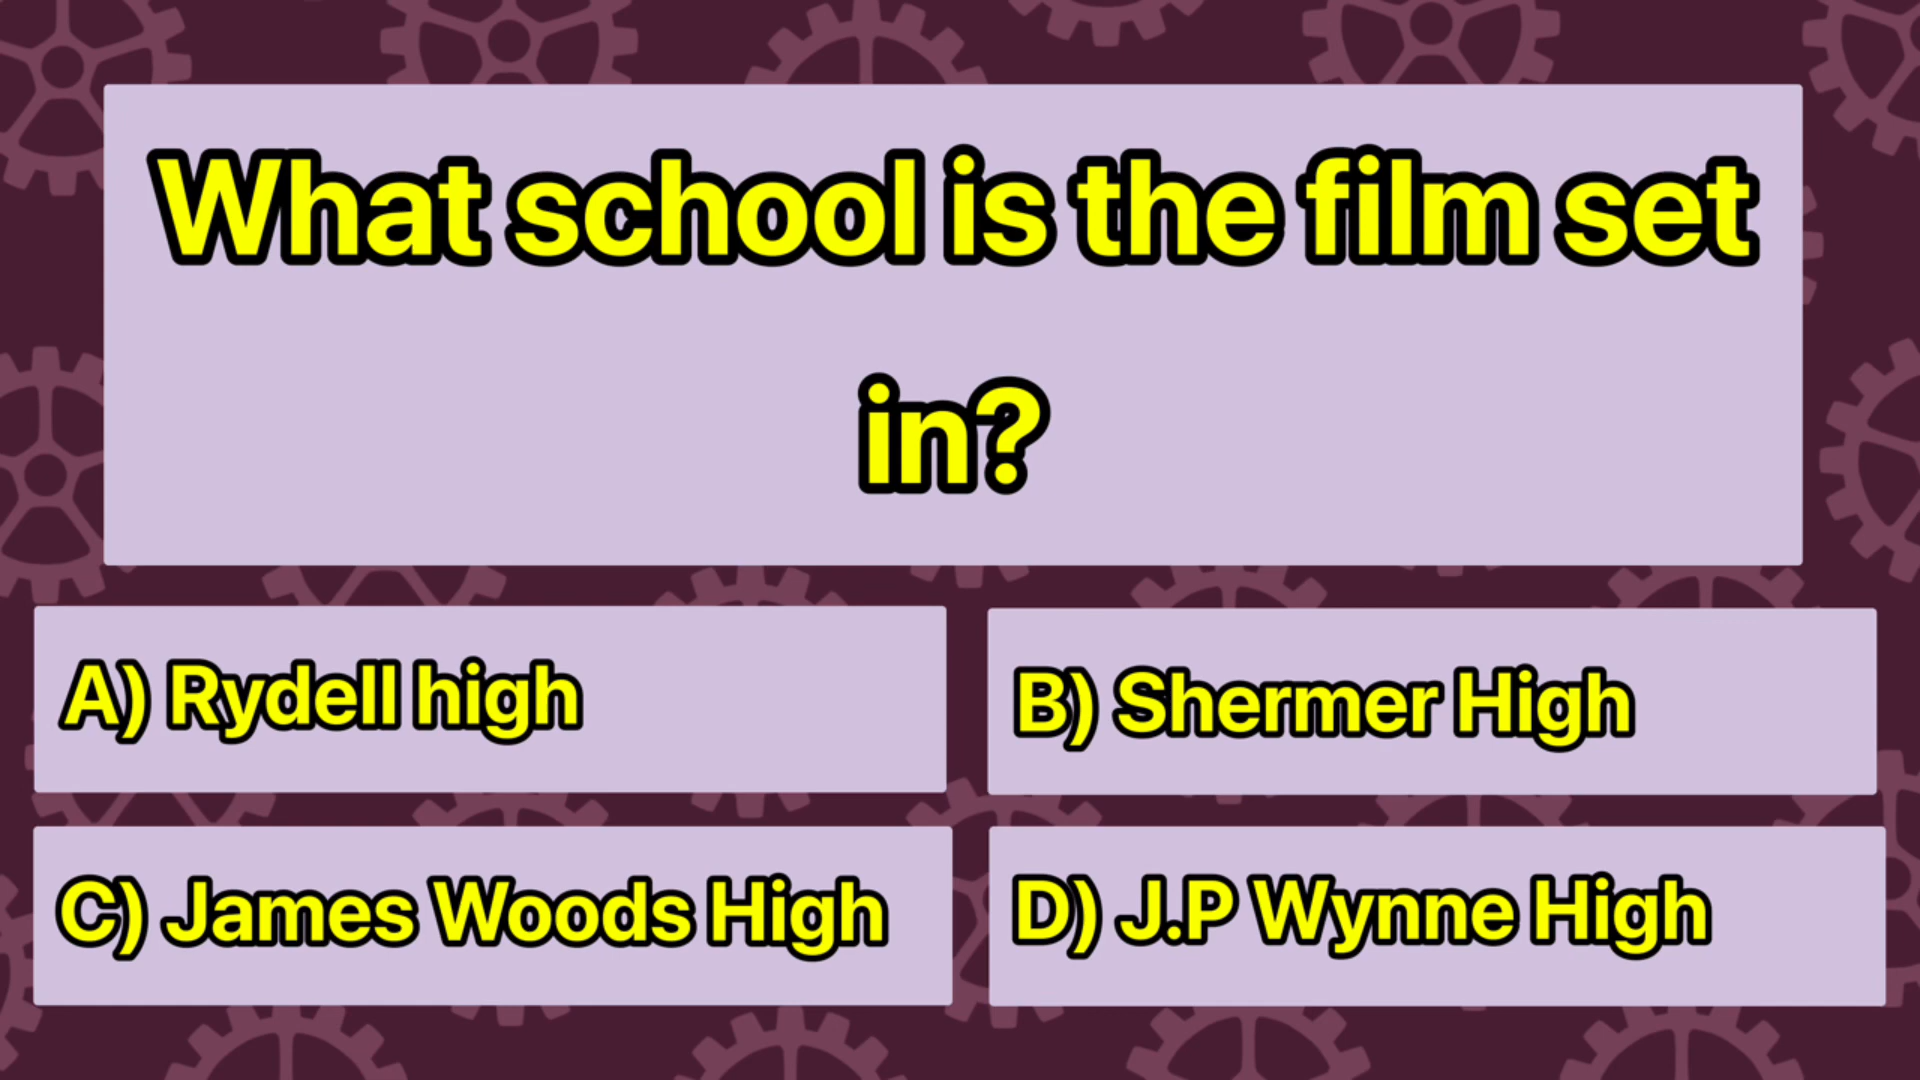 What school is the film set
in?
A) Rydell high
B) Shermer High
C) James Woods High
D) J.P Wynne High